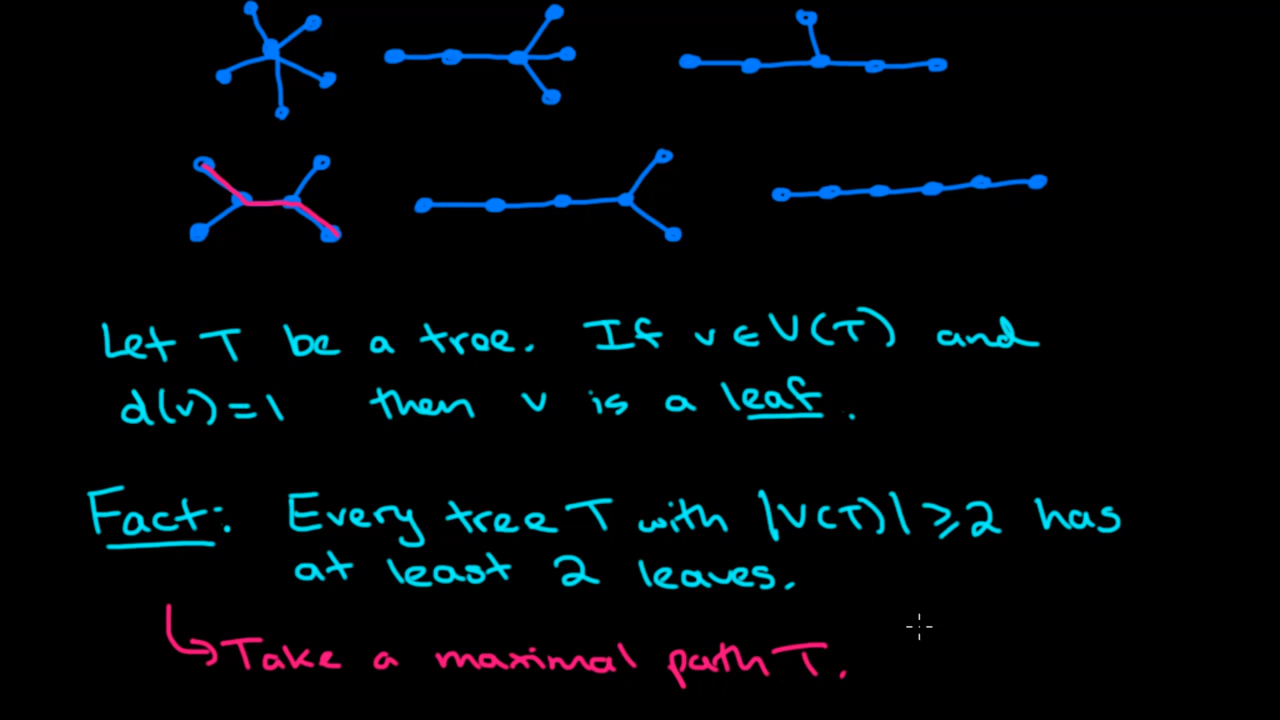 Let T be a tree. If v ∈ V(T) and
d(v)=1 then v is a leaf.
Fact: Every tree T with |V(T)| ≥ 2 has
at least 2 leaves.
↳ Take a maximal path T.